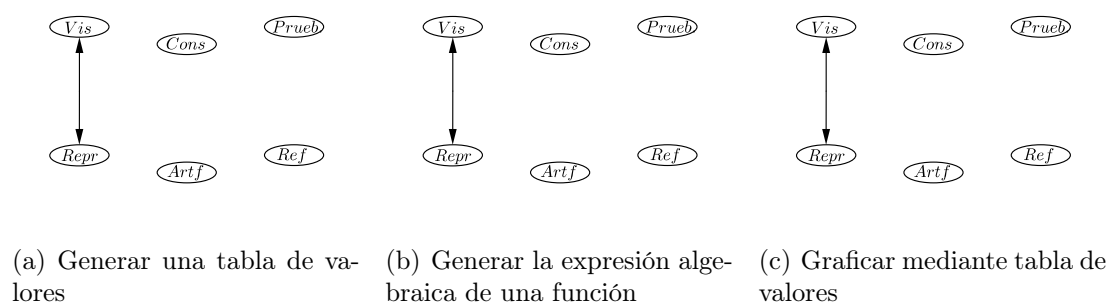 Vis
Cons
Prueb
Repr
Artf
Ref
Vis
Cons
Prueb
Repr
Artf
Ref
Vis
Cons
Prueb
Repr
Artf
Ref
(a) Generar una tabla de va-
lores
(b) Generar la expresión alge-
braica de una función
(c) Graficar mediante tabla de
valores